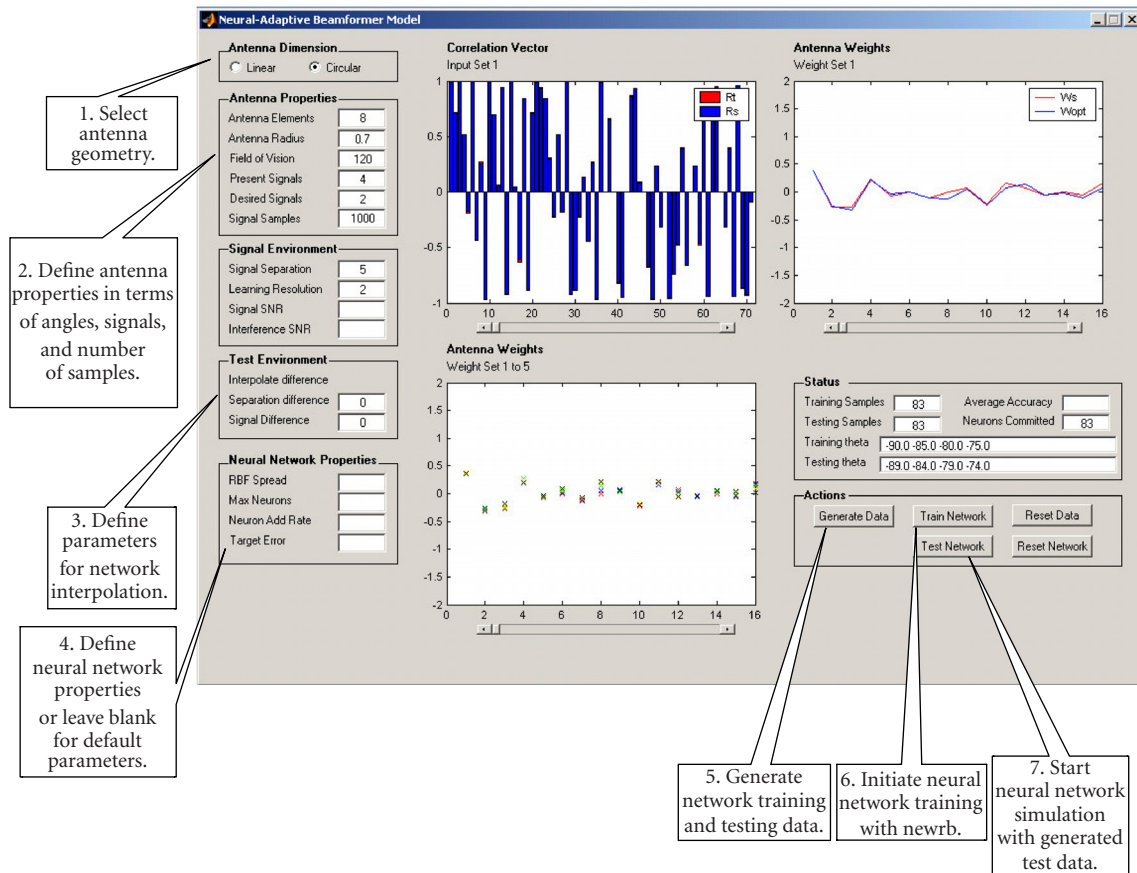 Neural-Adaptive Beamformer Model
Antenna Dimension
Linear
Circular
Antenna Properties
Antenna Elements 8
Antenna Radius 0.7
Field of Vision 120
Present Signals 4
Desired Signals 2
Signal Samples 1000
Signal Environment
Signal Separation 5
Learning Resolution 2
Signal SNR
Interference SNR
Test Environment
Interpolate difference
Separation difference 0
Signal Difference 0
Neural Network Properties
RBF Spread
Max Neurons
Neuron Add Rate
Target Error
Correlation Vector
Input Set 1
1
0.5
0
-0.5
-1
0 10 20 30 40 50 60 70
Rt
Rs
Antenna Weights
Weight Set 1
2
1.5
1
0.5
0
-0.5
-1
-1.5
-2
0 2 4 6 8 10 12 14 16
Ws
Wopt
Antenna Weights
Weight Set 1 to 5
2
1.5
1
0.5
0
-0.5
-1
-1.5
-2
0 2 4 6 8 10 12 14 16
Status
Training Samples 83
Average Accuracy
Testing Samples 83
Neurons Committed 83
Training theta -90.0 -85.0 -80.0 -75.0
Testing theta -89.0 -84.0 -79.0 -74.0
Actions
Generate Data
Train Network
Reset Data
Test Network
Reset Network
1. Select
antenna
geometry.
2. Define antenna
properties in terms
of angles, signals,
and number
of samples.
3. Define
parameters
for network
interpolation.
4. Define
neural network
properties
or leave blank
for default
parameters.
5. Generate
network training
and testing data.
6. Initiate neural
network training
with newrb.
7. Start
neural network
simulation
with generated
test data.